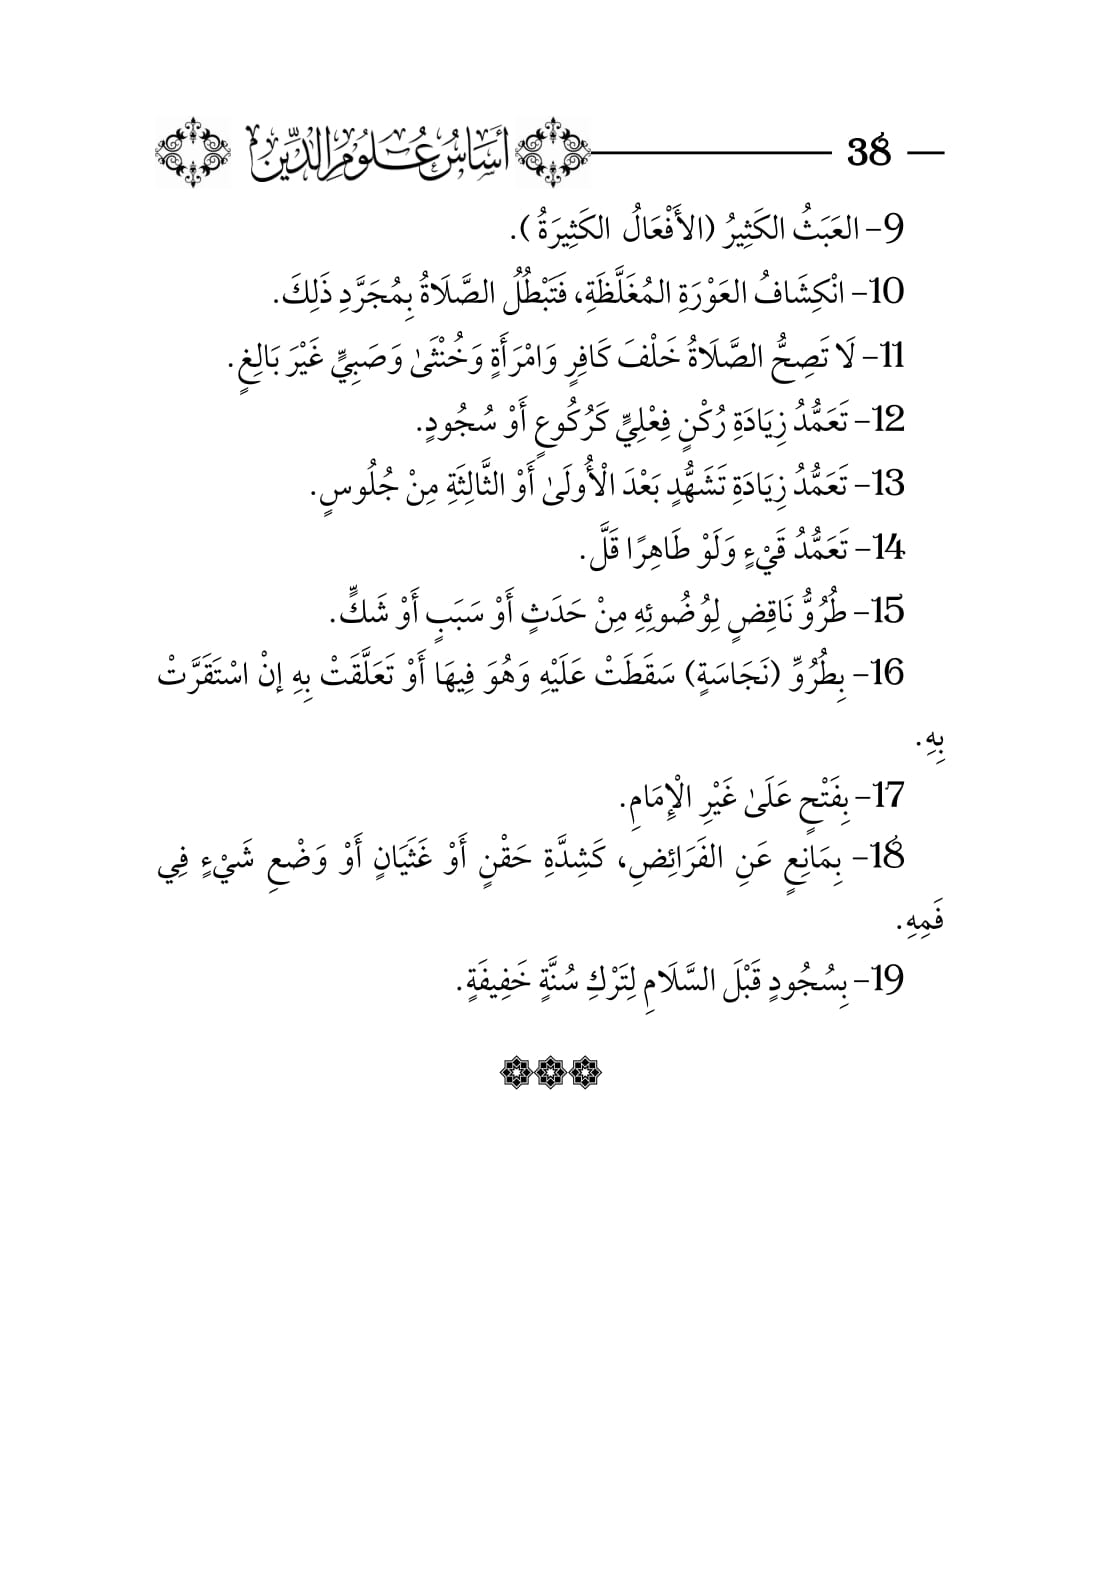 38 أَسَاسُ عُلُومِ الدِّينِ
9- العَبَثُ الكَثِيرُ (الأَفْعَالُ الكَثِيرَةُ).
10- انْكِشَافُ العَوْرَةِ المُغَلَّظَةِ، فَتَبْطُلُ الصَّلَاةُ بِمُجَرَّدِ ذَلِكَ.
11- لَا تَصِحُّ الصَّلَاةُ خَلْفَ كَافِرٍ وَامْرَأَةٍ وَخُنْثَىٰ وَصَبِيٍّ غَيْرَ بَالِغٍ.
12- تَعَمُّدُ زِيَادَةِ رُكْنٍ فِعْلِيٍّ كَرُكُوعٍ أَوْ سُجُودٍ.
13- تَعَمُّدُ زِيَادَةِ تَشَهُّدٍ بَعْدَ الْأُولَىٰ أَوْ الثَّالِثَةِ مِنْ جُلُوسٍ.
14- تَعَمُّدُ قَيْءٍ وَلَوْ طَاهِرًا قَلَّ.
15- طُرُوُّ نَاقِضٍ لِوُضُوئِهِ مِنْ حَدَثٍ أَوْ سَبَبٍ أَوْ شَكٍّ.
16- بِطُرُوِّ (نَجَاسَةٍ) سَقَطَتْ عَلَيْهِ وَهُوَ فِيهَا أَوْ تَعَلَّقَتْ بِهِ إنْ اسْتَقَرَّتْ
بِهِ.
17- بِفَتْحٍ عَلَىٰ غَيْرِ الْإِمَامِ.
18- بِمَانِعٍ عَنِ الفَرَائِضِ، كَشِدَّةِ حَقْنٍ أَوْ غَثَيَانٍ أَوْ وَضْعِ شَيْءٍ فِي
فَمِهِ.
19- بِسُجُودٍ قَبْلَ السَّلَامِ لِتَرْكِ سُنَّةٍ خَفِيفَةٍ.